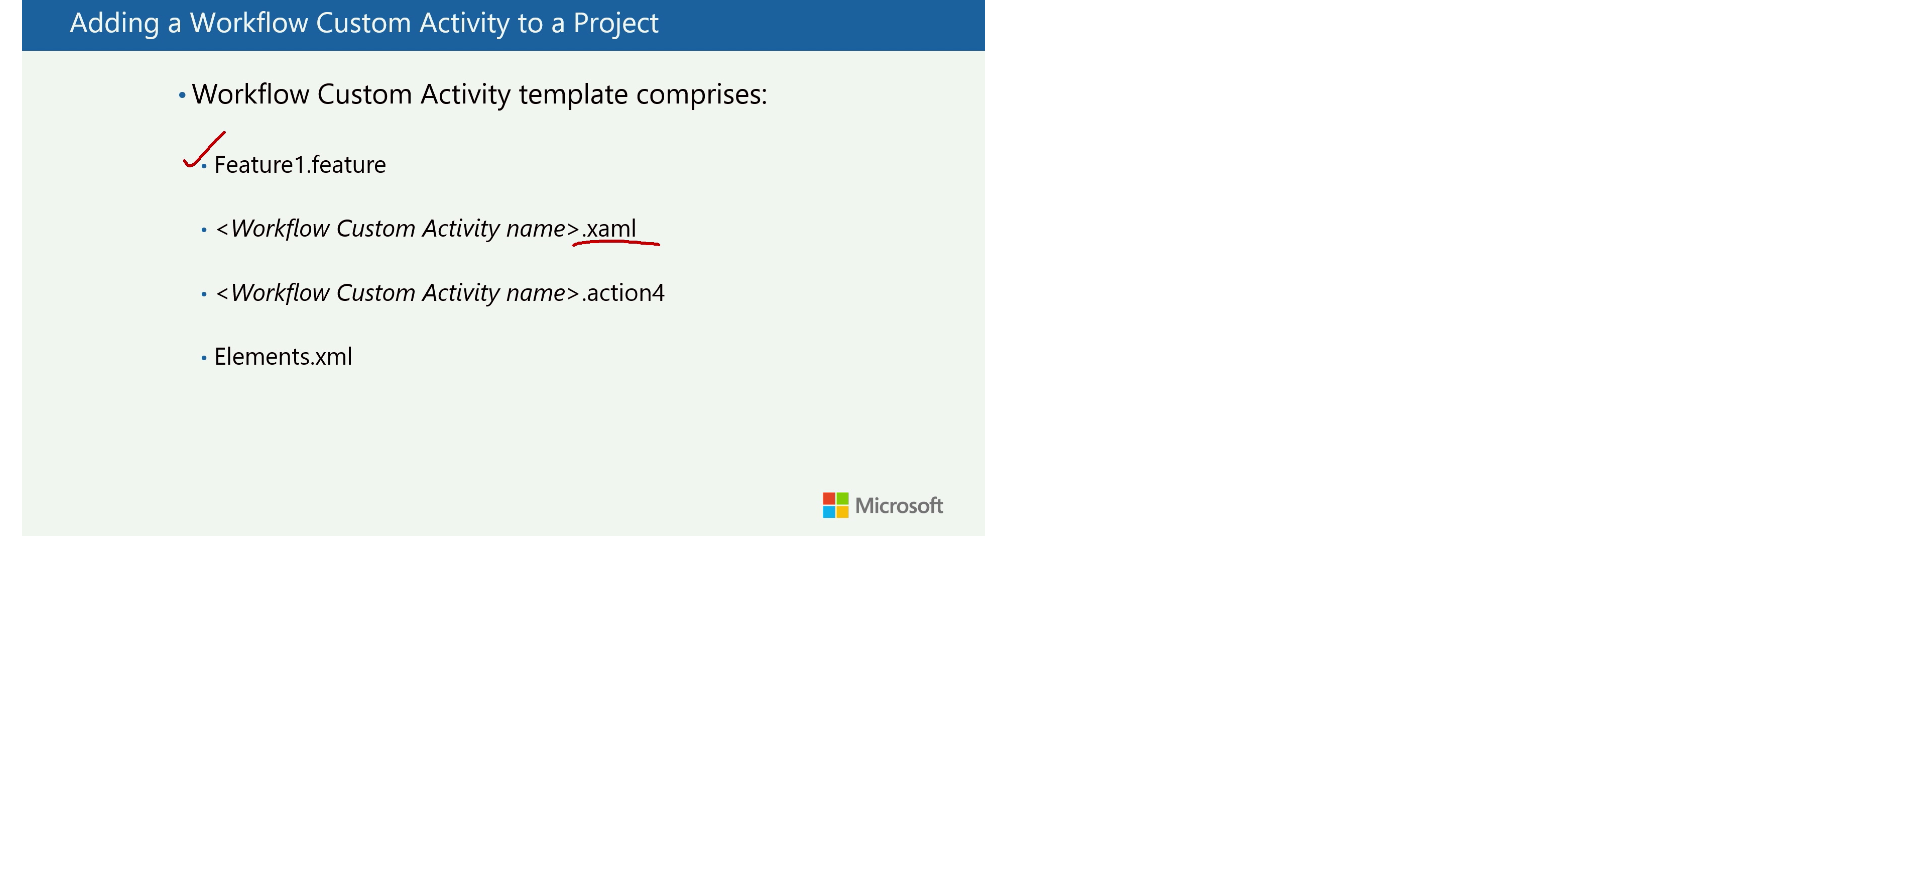 Adding a Workflow Custom Activity to a Project
• Workflow Custom Activity template comprises:
• Feature1.feature
• <Workflow Custom Activity name>.xaml
• <Workflow Custom Activity name>.action4
• Elements.xml
Microsoft